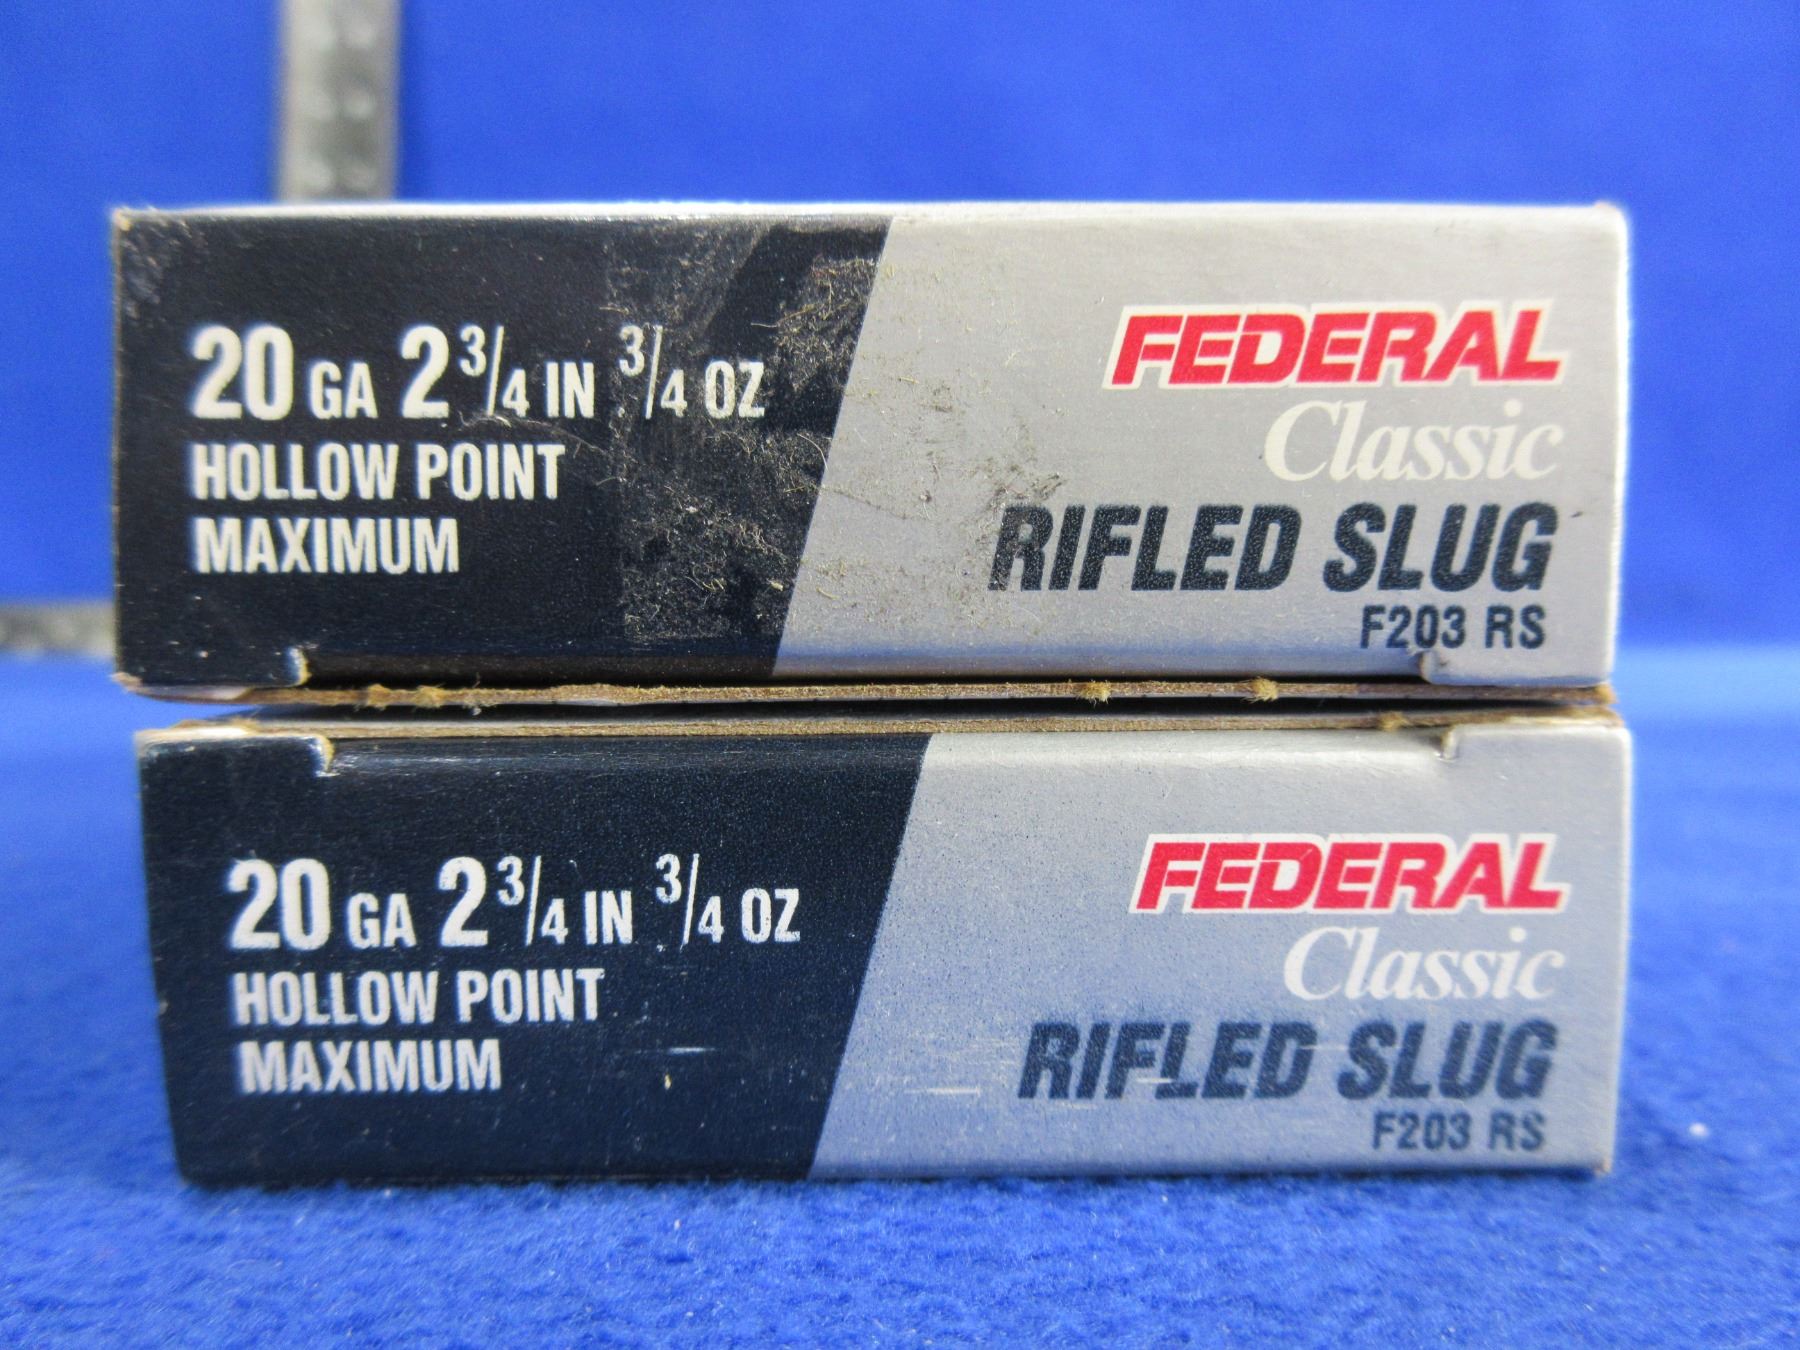 20 GA 2 3/4 IN 3/4 OZ
HOLLOW POINT
MAXIMUM
FEDERAL
Classic
RIFLED SLUG
F203 RS
20 GA 2 3/4 IN 3/4 OZ
HOLLOW POINT
MAXIMUM
FEDERAL
Classic
RIFLED SLUG
F203 RS